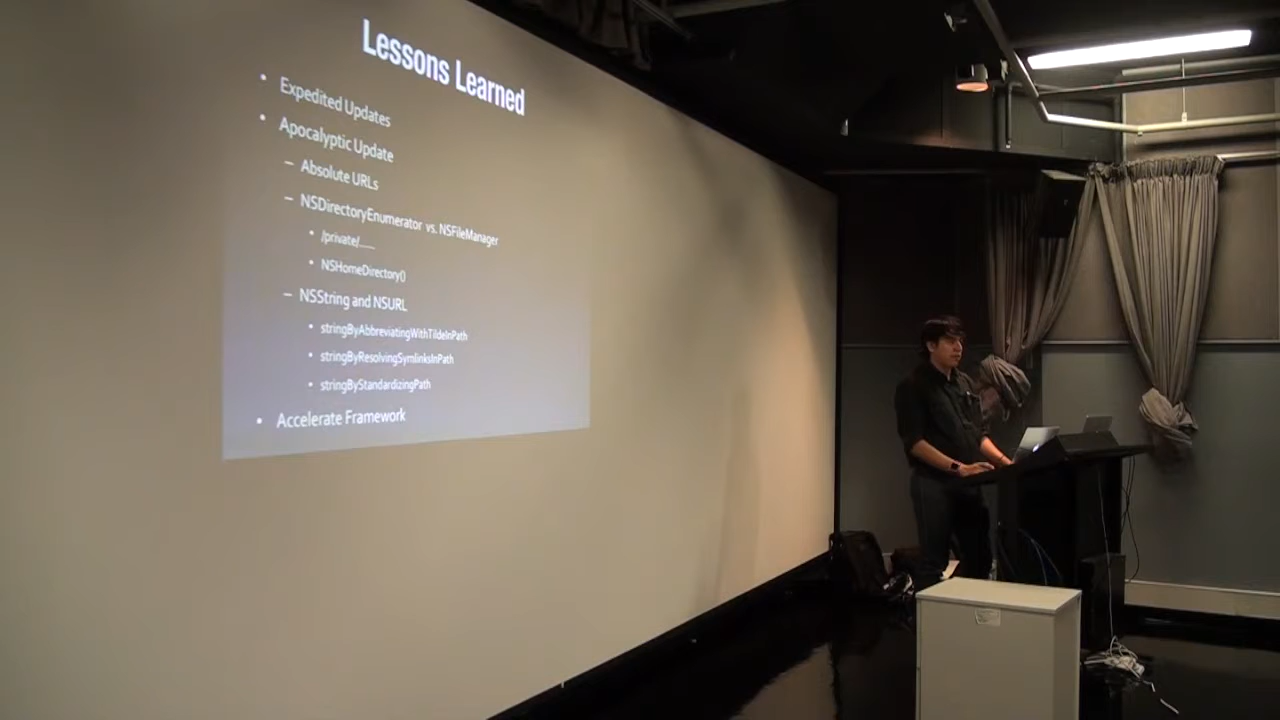 Lessons Learned
• Expedited Updates
• Apocalyptic Update
– Absolute URLs
– NSDirectoryEnumerator vs. NSFileManager
• /private/......
• NSHomeDirectory()
– NSString and NSURL
• stringByAbbreviatingWithTildeInPath
• stringByResolvingSymlinksInPath
• stringByStandardizingPath
• Accelerate Framework